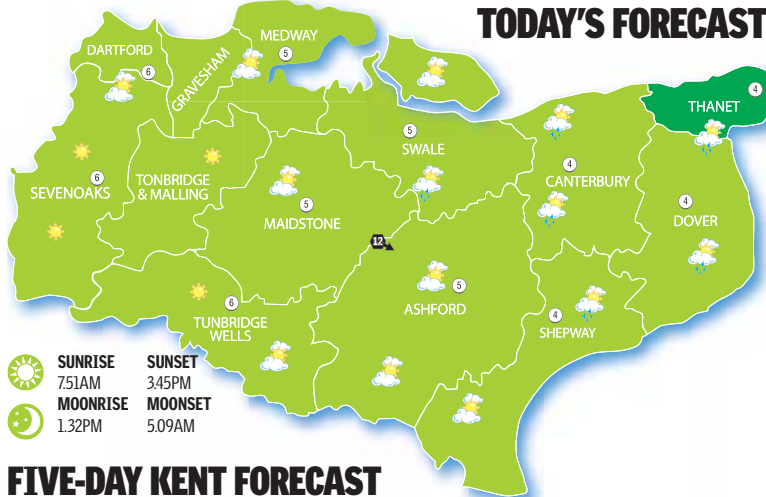 TODAY'S FORECAST
MEDWAY
5
DARTFORD
6
GRAVESHAM
4
THANET
5
SWALE
4
CANTERBURY
6
SEVENOAKS
TONBRIDGE
& MALLING
5
MAIDSTONE
4
DOVER
12
5
ASHFORD
6
TUNBRIDGE
WELLS
4
SHEPWAY
SUNRISE SUNSET
7.51AM 3.45PM
MOONRISE MOONSET
1.32PM 5.09AM
FIVE-DAY KENT FORECAST